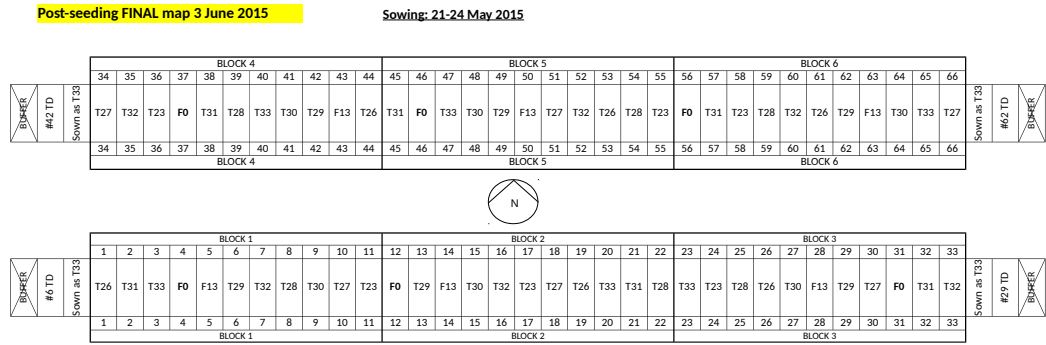 Post-seeding FINAL map 3 June 2015
Sowing: 21-24 May 2015
BLOCK 4 BLOCK 5 BLOCK 6
34 35 36 37 38 39 40 41 42 43 44 45 46 47 48 49 50 51 52 53 54 55 56 57 58 59 60 61 62 63 64 65 66
BUFFER #42 TD Sown as T33 T27 T32 T23 F0 T31 T28 T33 T30 T29 F13 T26 T31 F0 T33 T30 T29 F13 T27 T32 T26 T28 T23 F0 T31 T23 T28 T32 T26 T29 F13 T30 T33 T27 Sown as T33 #62 TD BUFFER
34 35 36 37 38 39 40 41 42 43 44 45 46 47 48 49 50 51 52 53 54 55 56 57 58 59 60 61 62 63 64 65 66
BLOCK 4 BLOCK 5 BLOCK 6
N
BLOCK 1 BLOCK 2 BLOCK 3
1 2 3 4 5 6 7 8 9 10 11 12 13 14 15 16 17 18 19 20 21 22 23 24 25 26 27 28 29 30 31 32 33
BUFFER #6 TD Sown as T33 T26 T31 T33 F0 F13 T29 T32 T28 T30 T27 T23 F0 T29 F13 T30 T32 T23 T27 T26 T33 T31 T28 T33 T23 T28 T26 T30 F13 T29 T27 F0 T31 T32 Sown as T33 #29 TD BUFFER
1 2 3 4 5 6 7 8 9 10 11 12 13 14 15 16 17 18 19 20 21 22 23 24 25 26 27 28 29 30 31 32 33
BLOCK 1 BLOCK 2 BLOCK 3